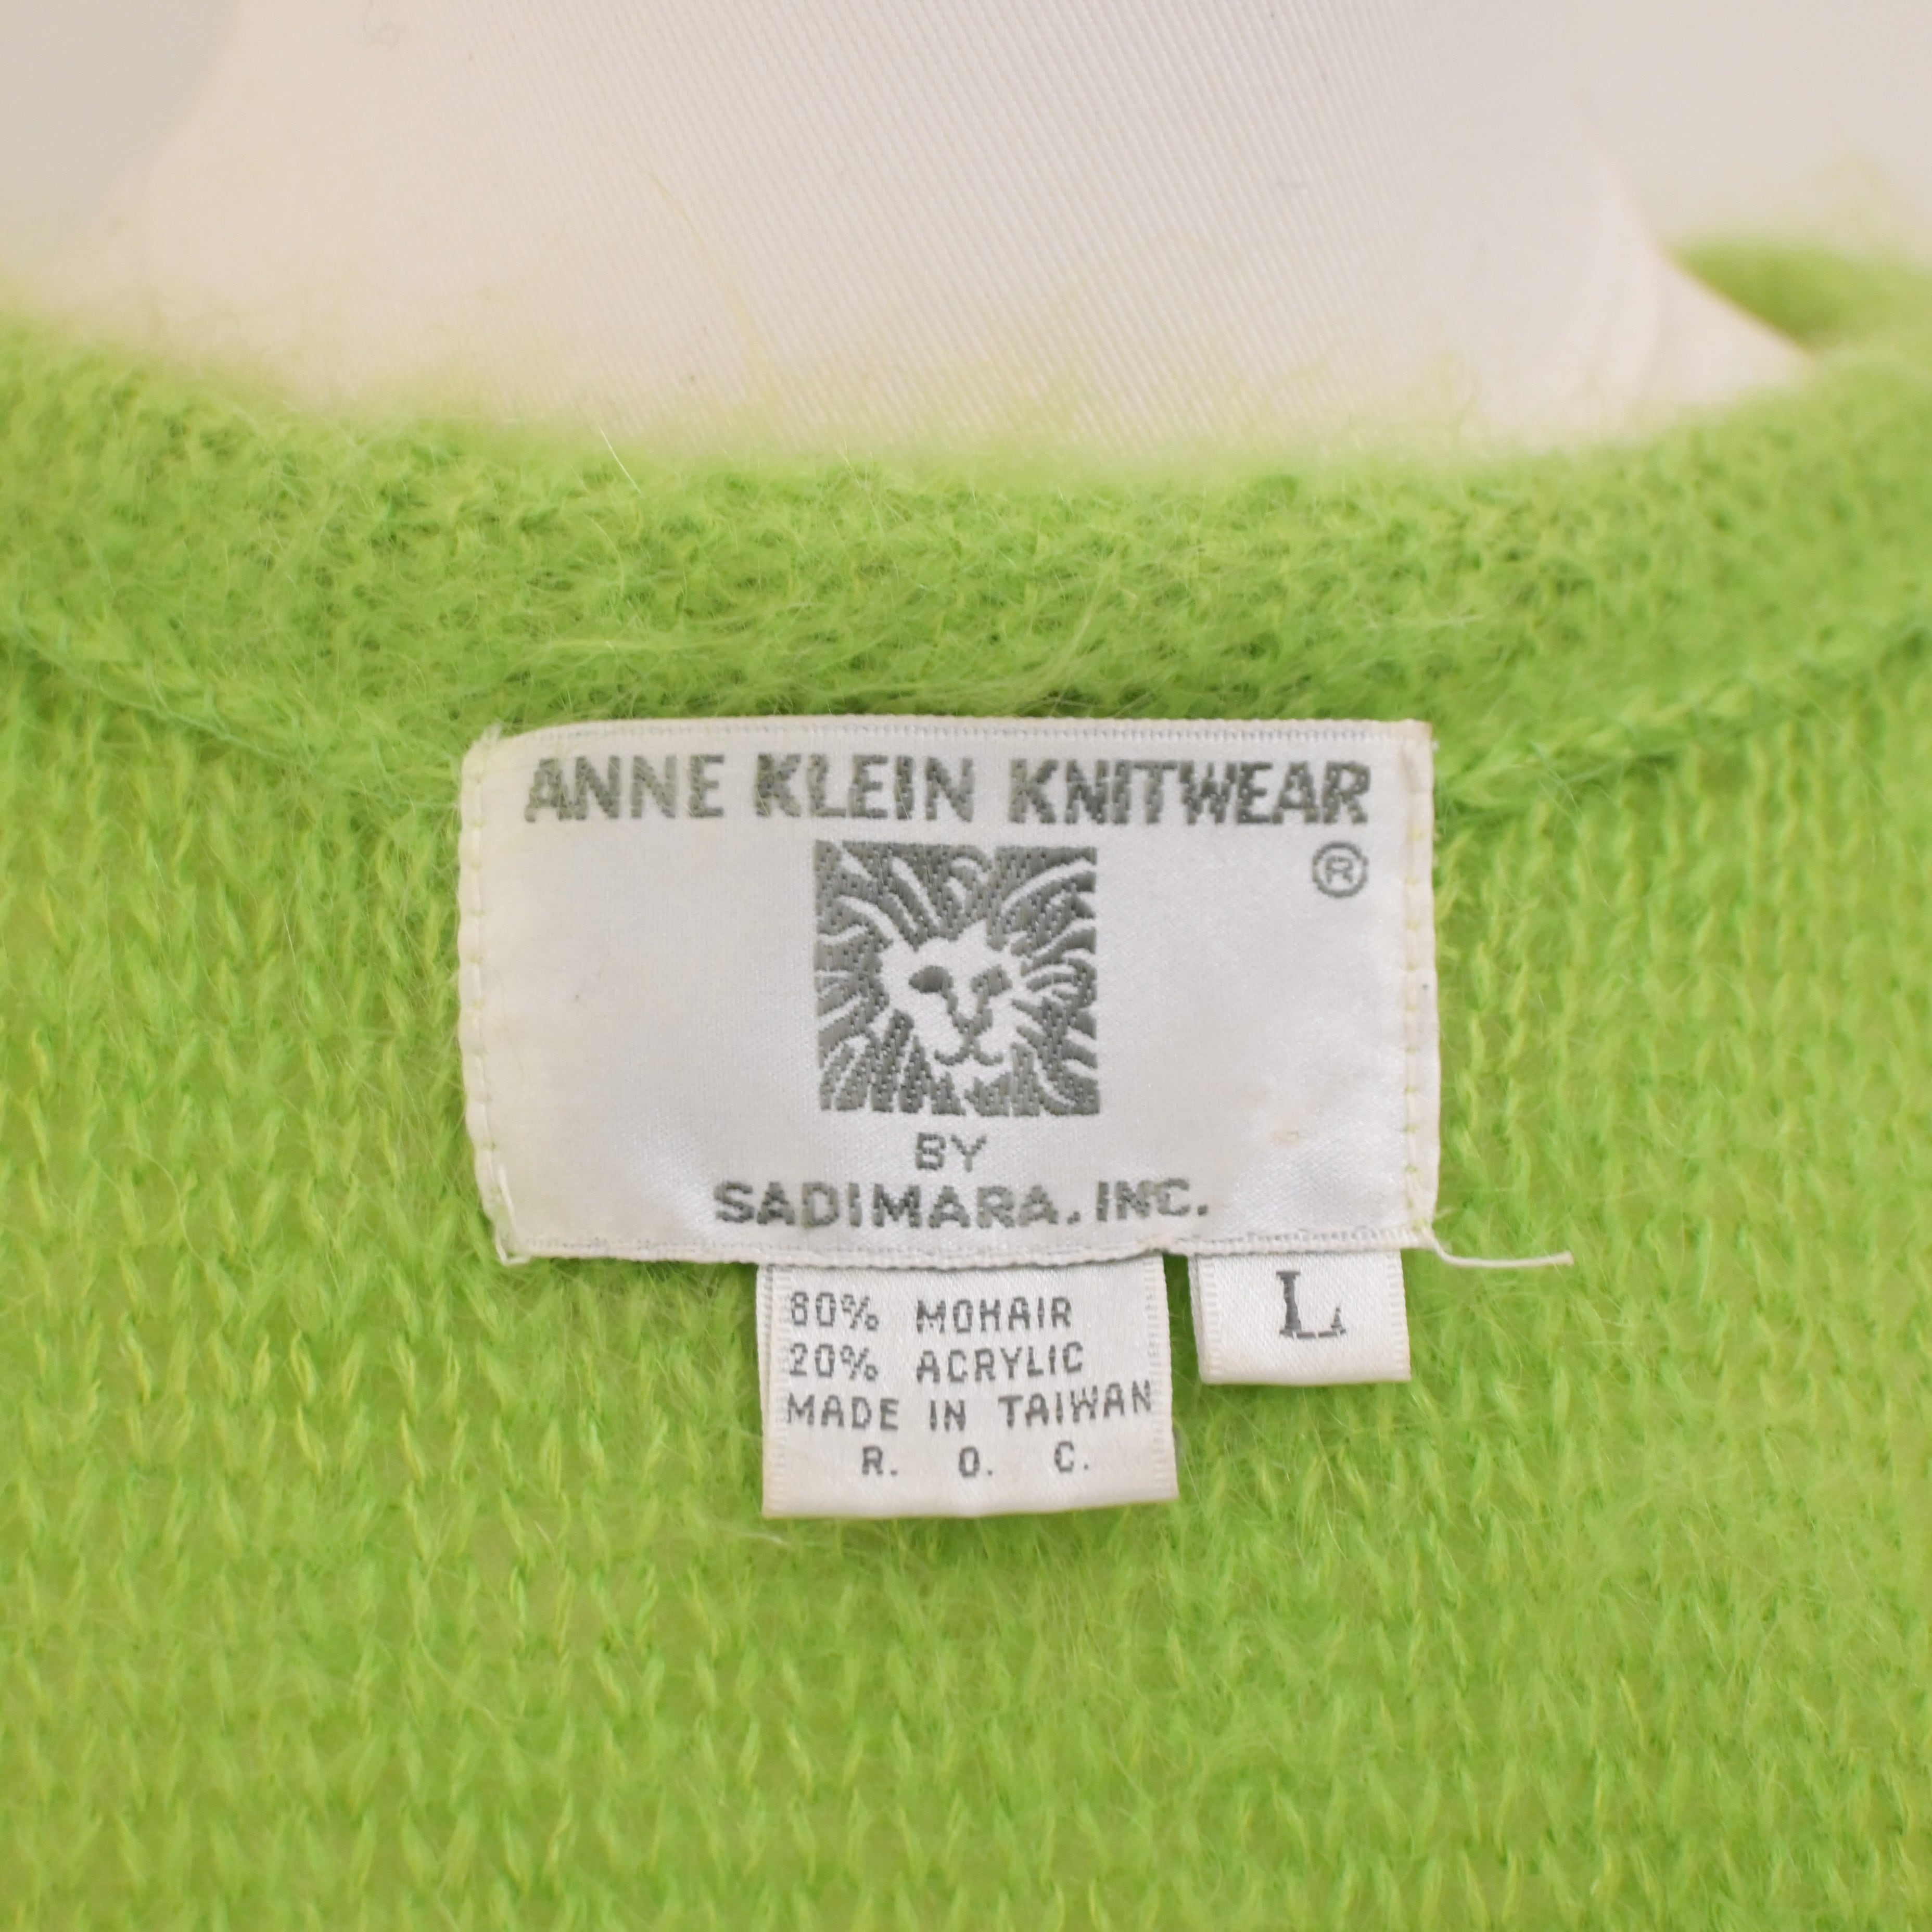 ANNE KLEIN KNITWEAR
®
BY
SADIMARA, INC.
80% MOHAIR
20% ACRYLIC
MADE IN TAIWAN
R. O. C.
L